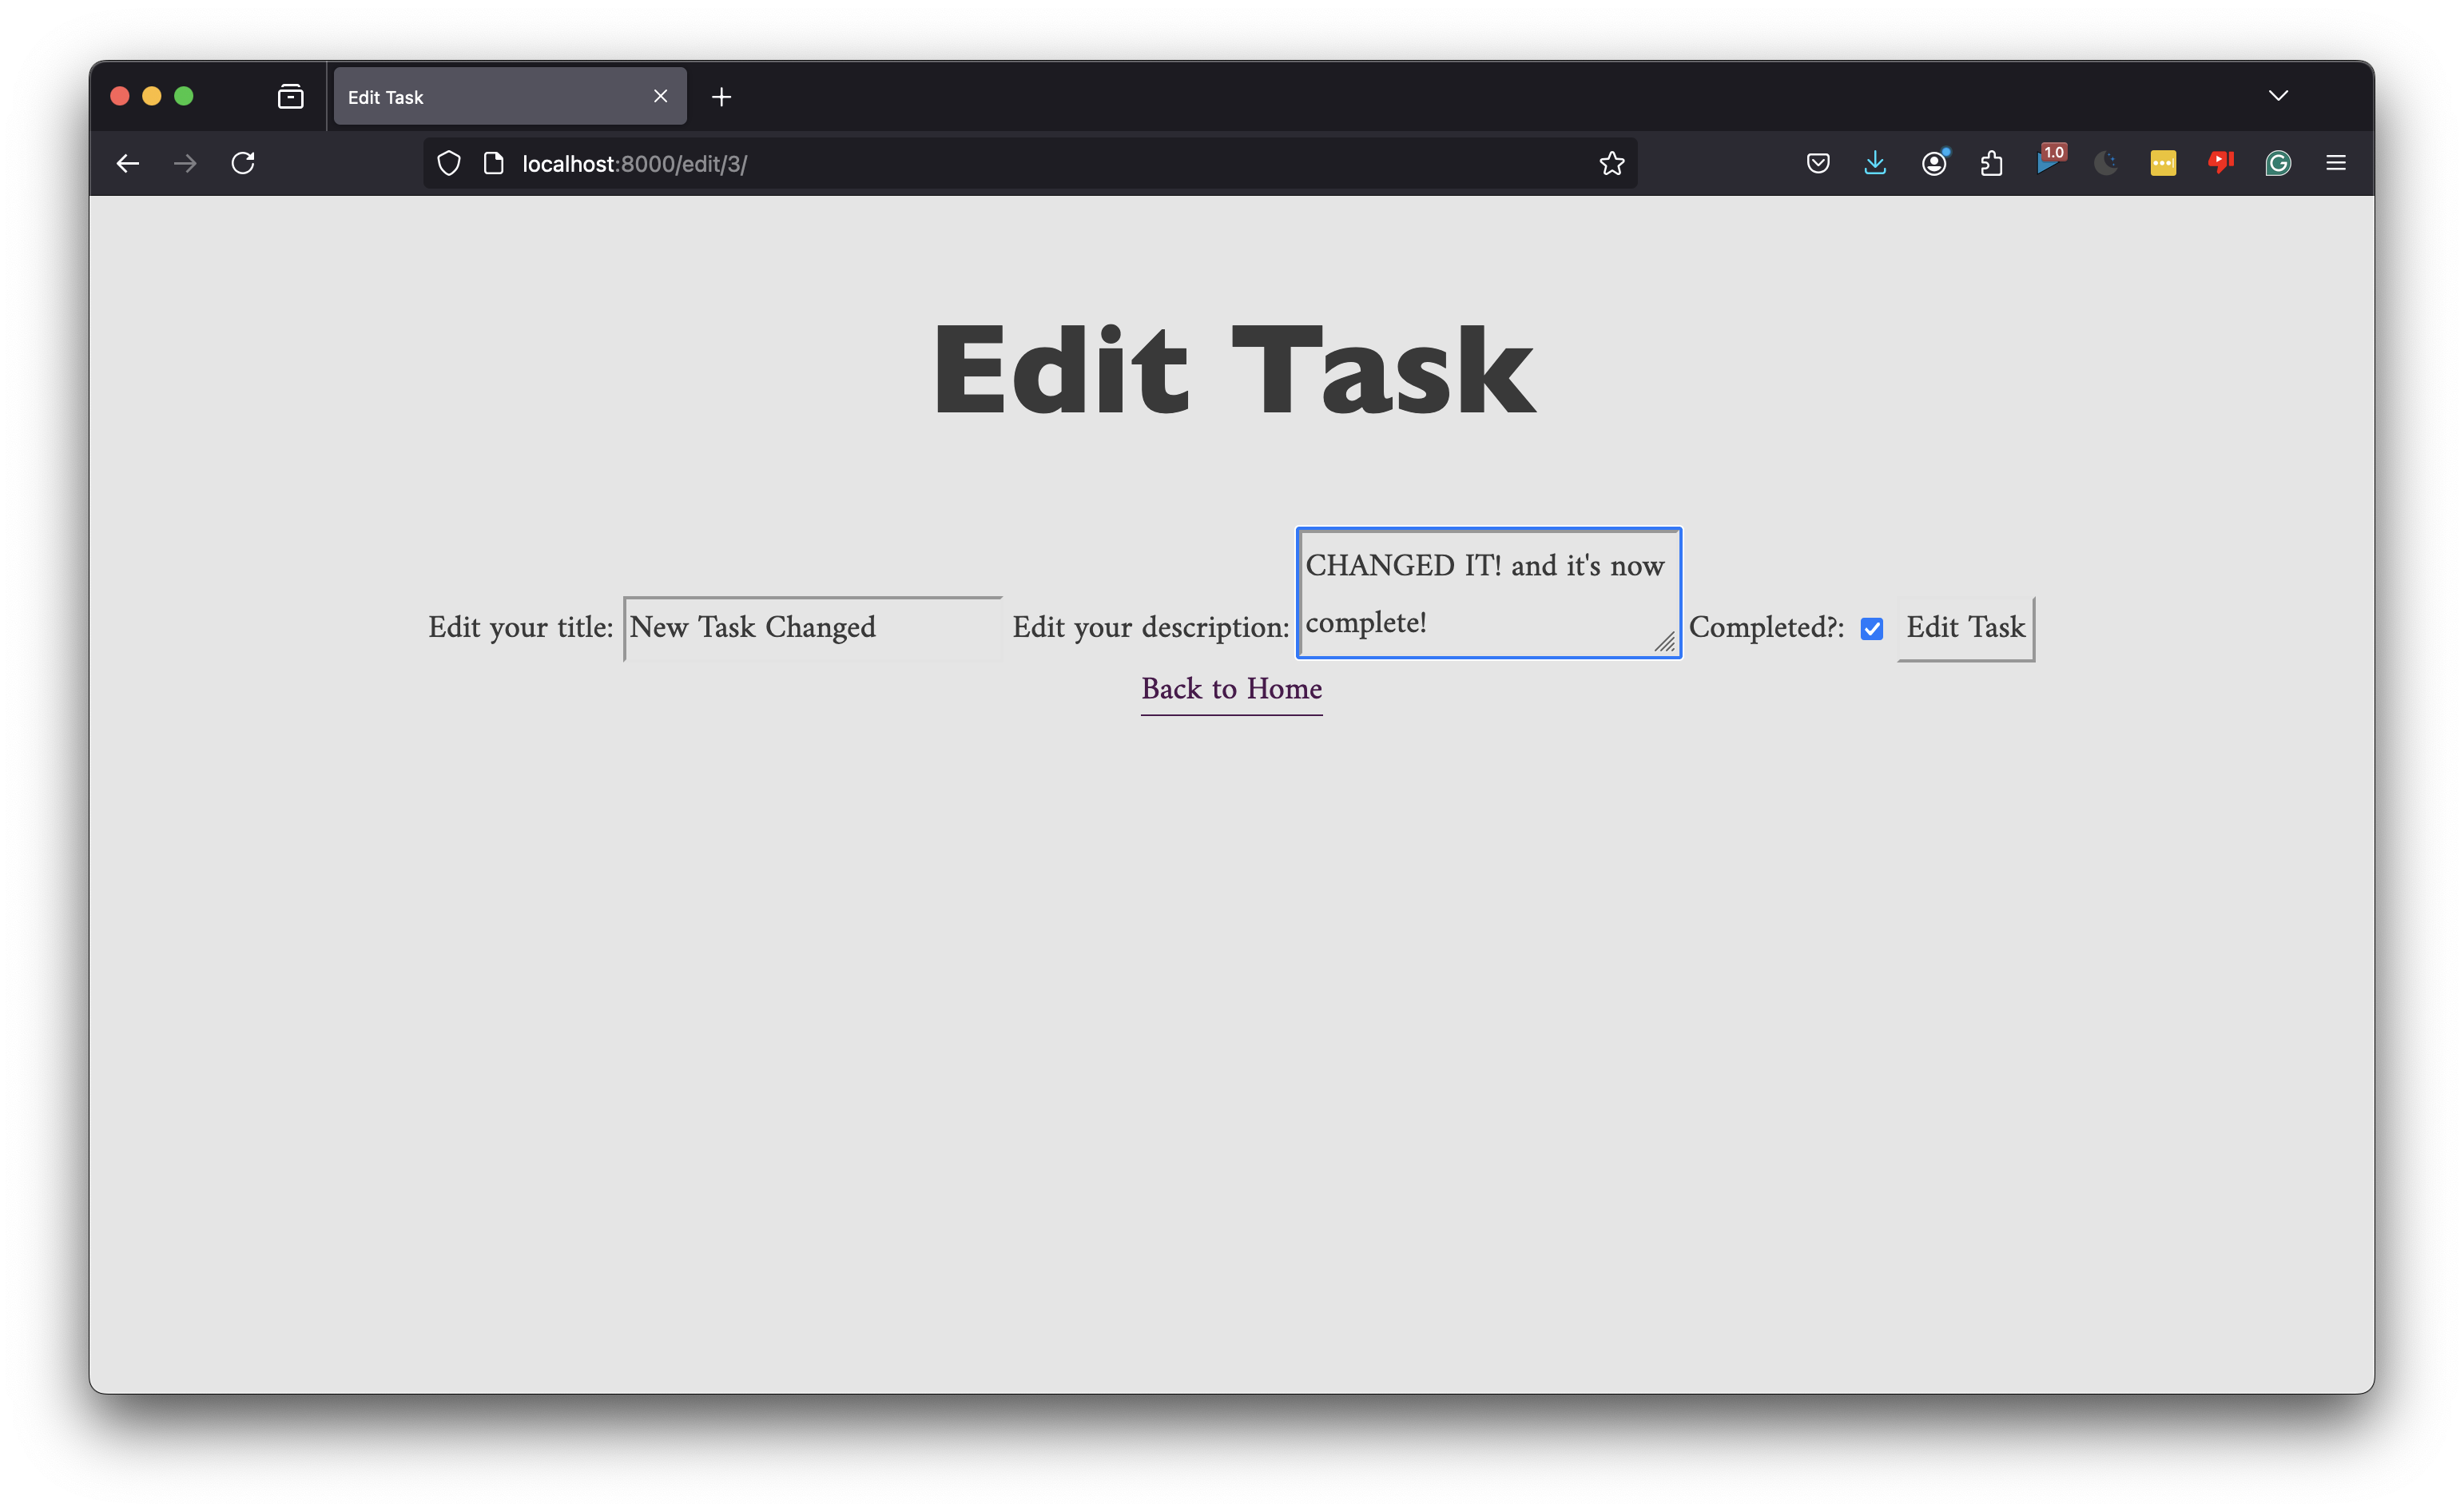 Edit Task
localhost:8000/edit/3/
1.0
Edit Task
CHANGED IT! and it's now
complete!
Edit your title: New Task Changed Edit your description: Completed?: Edit Task
Back to Home